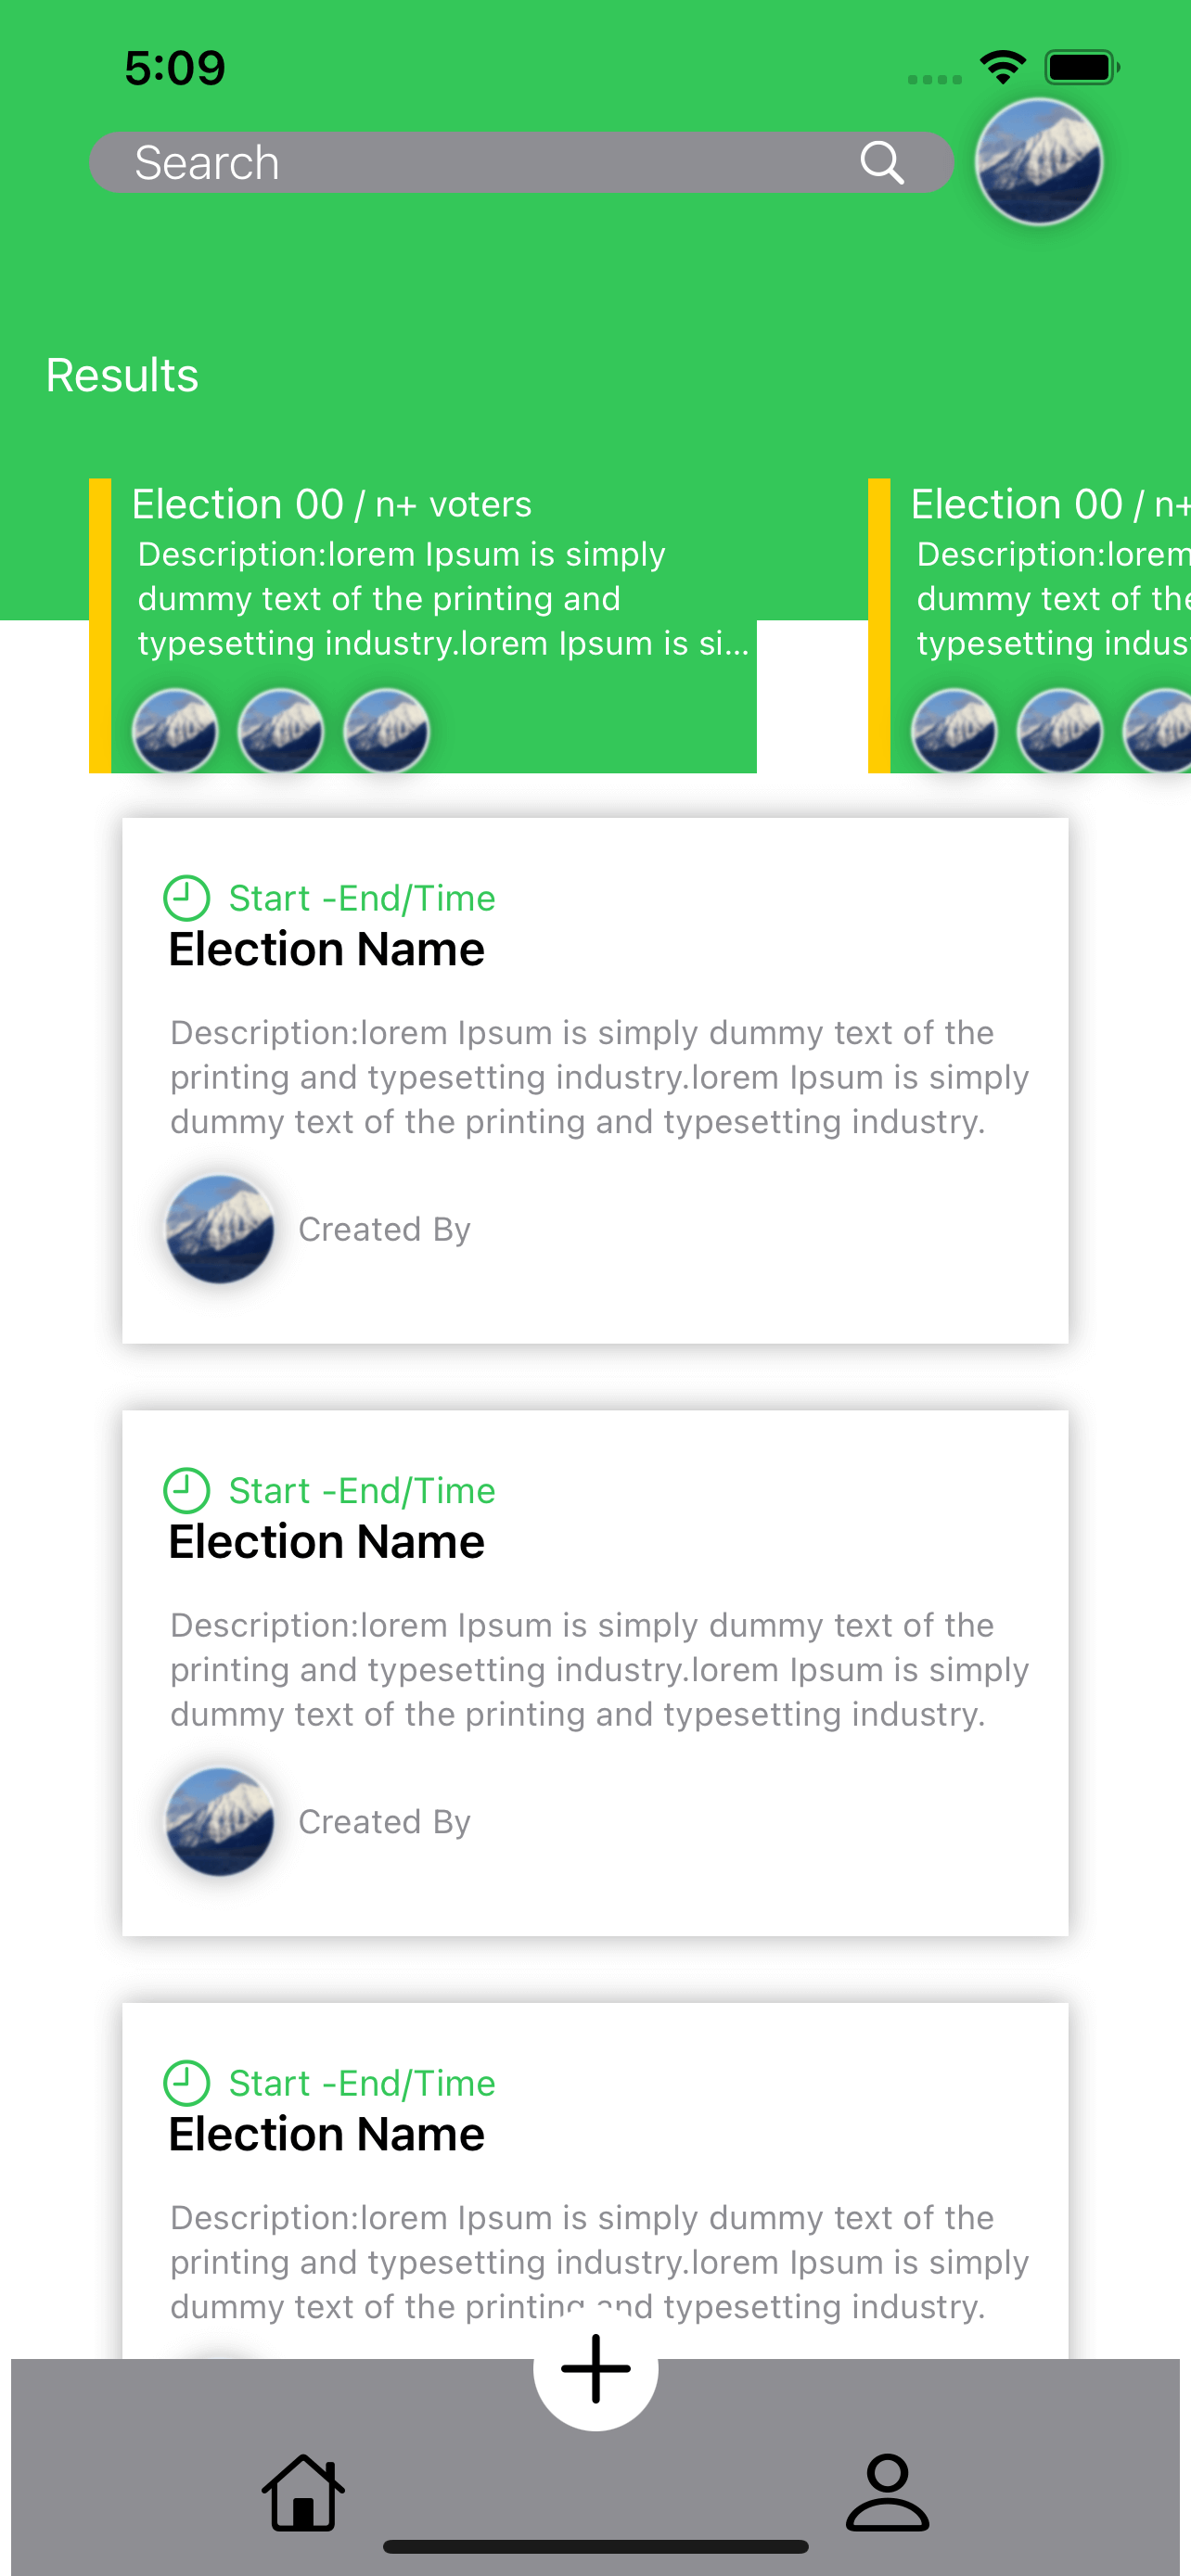 5:09
Search
Results
Election 00 / n+ voters
Description:lorem Ipsum is simply
dummy text of the printing and
typesetting industry.lorem Ipsum is si...
Election 00 / n+
Description:lorem
dummy text of the
typesetting indus
Start -End/Time
Election Name
Description:lorem Ipsum is simply dummy text of the
printing and typesetting industry.lorem Ipsum is simply
dummy text of the printing and typesetting industry.
Created By
Start -End/Time
Election Name
Description:lorem Ipsum is simply dummy text of the
printing and typesetting industry.lorem Ipsum is simply
dummy text of the printing and typesetting industry.
Created By
Start -End/Time
Election Name
Description:lorem Ipsum is simply dummy text of the
printing and typesetting industry.lorem Ipsum is simply
dummy text of the printing and typesetting industry.